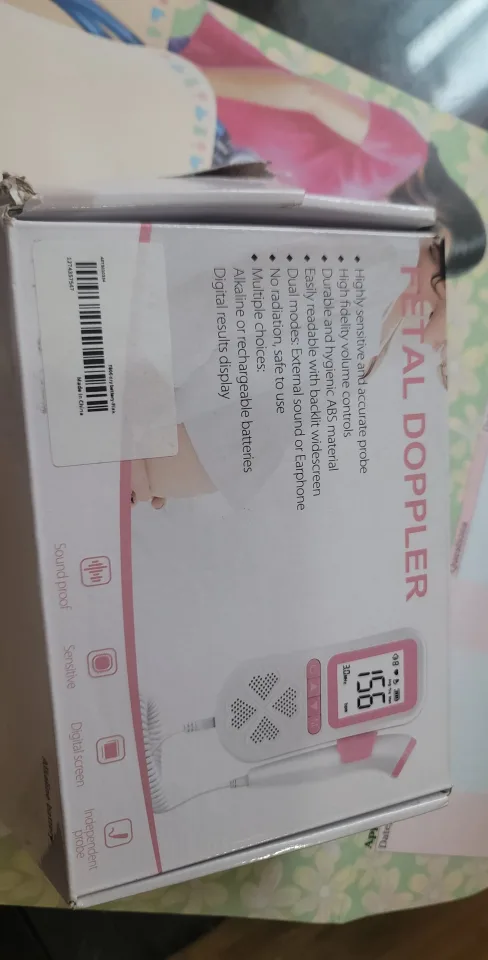 FETAL DOPPLER
Highly sensitive and accurate probe
High fidelity volume controls
Durable and hygienic ABS material
Easily readable with backlit widescreen
Dual modes: External sound or Earphone
No radiation, safe to use
Multiple choices:
Alkaline or rechargeable batteries
Digital results display
156
Made in China
Sound proof
Sensitive
Digital screen
Independent
probe
Alkaline battery